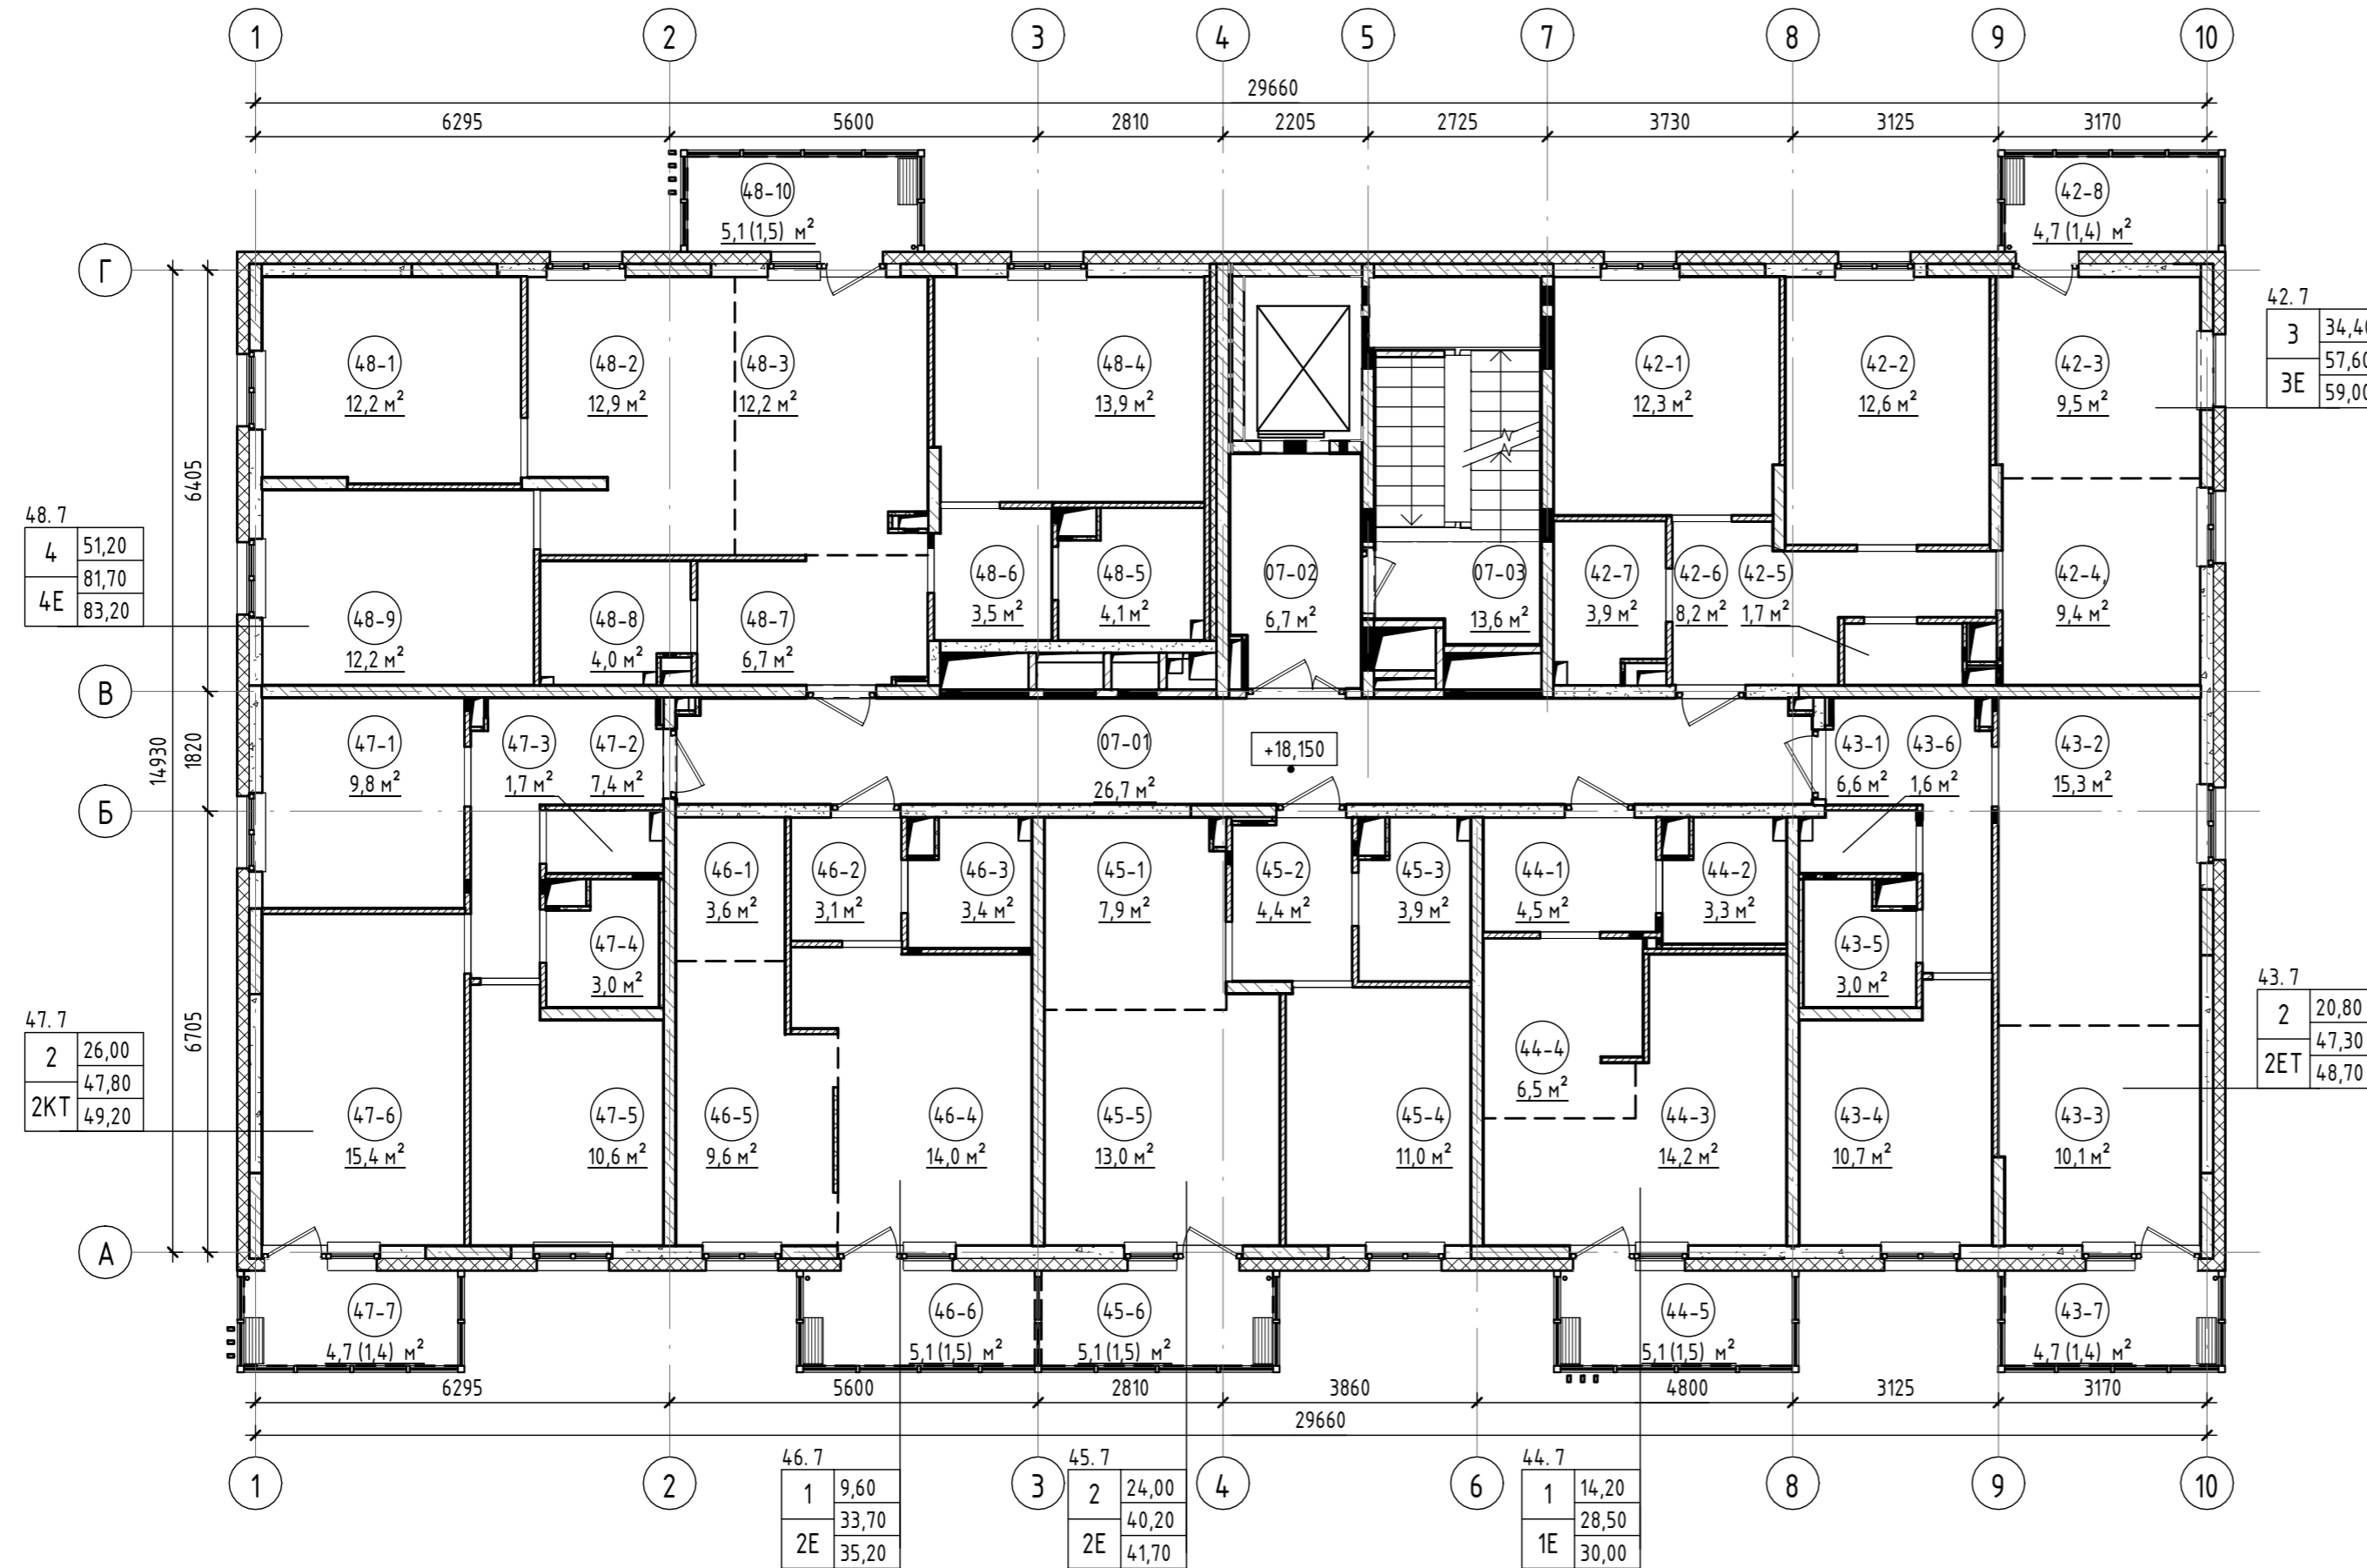 1 2 3 4 5 7 8 9 10
29660
6295 5600 2810 2205 2725 3730 3125 3170
48-10
5,1 (1,5) м²
42-8
4,7 (1,4) м²
Г
42.7
3 34,40
57,60
3Е 59,00
48-1 48-2 48-3 48-4 42-1 42-2 42-3
12,2 м² 12,9 м² 12,2 м² 13,9 м² 12,3 м² 12,6 м² 9,5 м²
6405
48.7
4 51,20
81,70
4Е 83,20
48-6 48-5 07-02 07-03 42-7 42-6 42-5 42-4
3,5 м² 4,1 м² 6,7 м² 13,6 м² 3,9 м² 8,2 м² 1,7 м² 9,4 м²
48-9 48-8 48-7
12,2 м² 4,0 м² 6,7 м²
В
14930
1820
47-1 47-3 47-2 07-01 +18,150 43-1 43-6 43-2
9,8 м² 1,7 м² 7,4 м² 26,7 м² 6,6 м² 1,6 м² 15,3 м²
Б
46-1 46-2 46-3 45-1 45-2 45-3 44-1 44-2
3,6 м² 3,1 м² 3,4 м² 7,9 м² 4,4 м² 3,9 м² 4,5 м² 3,3 м²
47-4 43-5
3,0 м² 3,0 м²
6705
47.7
2 26,00
47,80
2КТ 49,20
43.7
2 20,80
47,30
2ЕТ 48,70
44-4
6,5 м²
47-6 47-5 46-5 46-4 45-5 45-4 44-3 43-4 43-3
15,4 м² 10,6 м² 9,6 м² 14,0 м² 13,0 м² 11,0 м² 14,2 м² 10,7 м² 10,1 м²
А
47-7 46-6 45-6 44-5 43-7
4,7 (1,4) м² 5,1 (1,5) м² 5,1 (1,5) м² 5,1 (1,5) м² 4,7 (1,4) м²
6295 5600 2810 3860 4800 3125 3170
29660
1 2 3 4 6 8 9 10
46.7
1 9,60
33,70
2Е 35,20
45.7
2 24,00
40,20
2Е 41,70
44.7
1 14,20
28,50
1Е 30,00